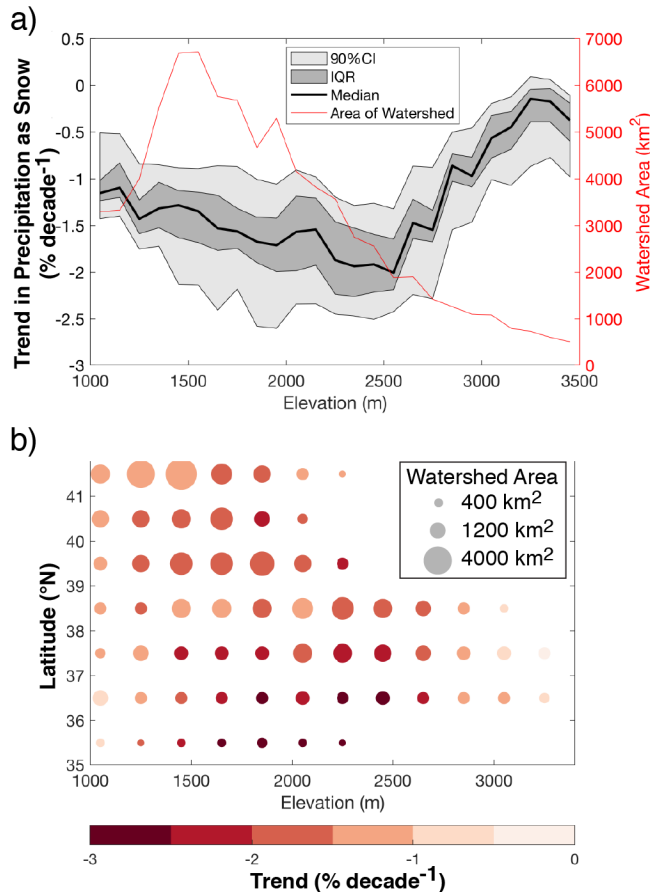 a)
0.5
0
-0.5
-1
-1.5
-2
-2.5
-3
Trend in Precipitation as Snow
(% decade⁻¹)
90%CI
IQR
Median
Area of Watershed
7000
6000
5000
4000
3000
2000
1000
0
Watershed Area (km²)
1000 1500 2000 2500 3000 3500
Elevation (m)
b)
41
40
39
38
37
36
35
Latitude (°N)
Watershed Area
400 km²
1200 km²
4000 km²
1000 1500 2000 2500 3000
Elevation (m)
-3 -2 -1 0
Trend (% decade⁻¹)